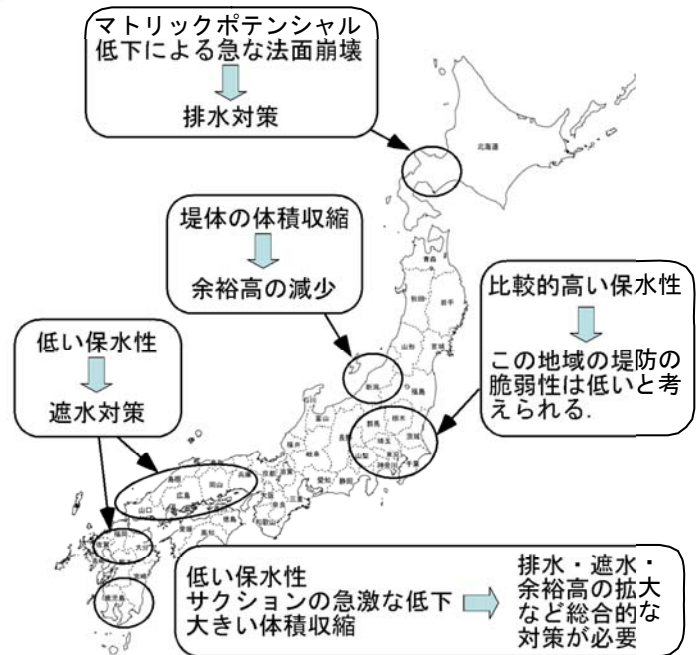 マトリックポテンシャル
低下による急な法面崩壊
排水対策
北海道
堤体の体積収縮
余裕高の減少
青森
秋田
岩手
山形
宮城
比較的高い保水性
この地域の堤防の
脆弱性は低いと考
えられる.
低い保水性
遮水対策
新潟
福島
石川
富山
群馬
栃木
長野
埼玉
茨城
福井
岐阜
山梨
東京
神奈川
千葉
鳥取
島根
岡山
兵庫
京都
滋賀
愛知
静岡
広島
大阪
奈良
三重
山口
和歌山
徳島
愛媛
高知
福岡
佐賀
大分
宮崎
鹿児島
低い保水性
サクションの急激な低下
大きい体積収縮
排水・遮水・
余裕高の拡大
など総合的な
対策が必要